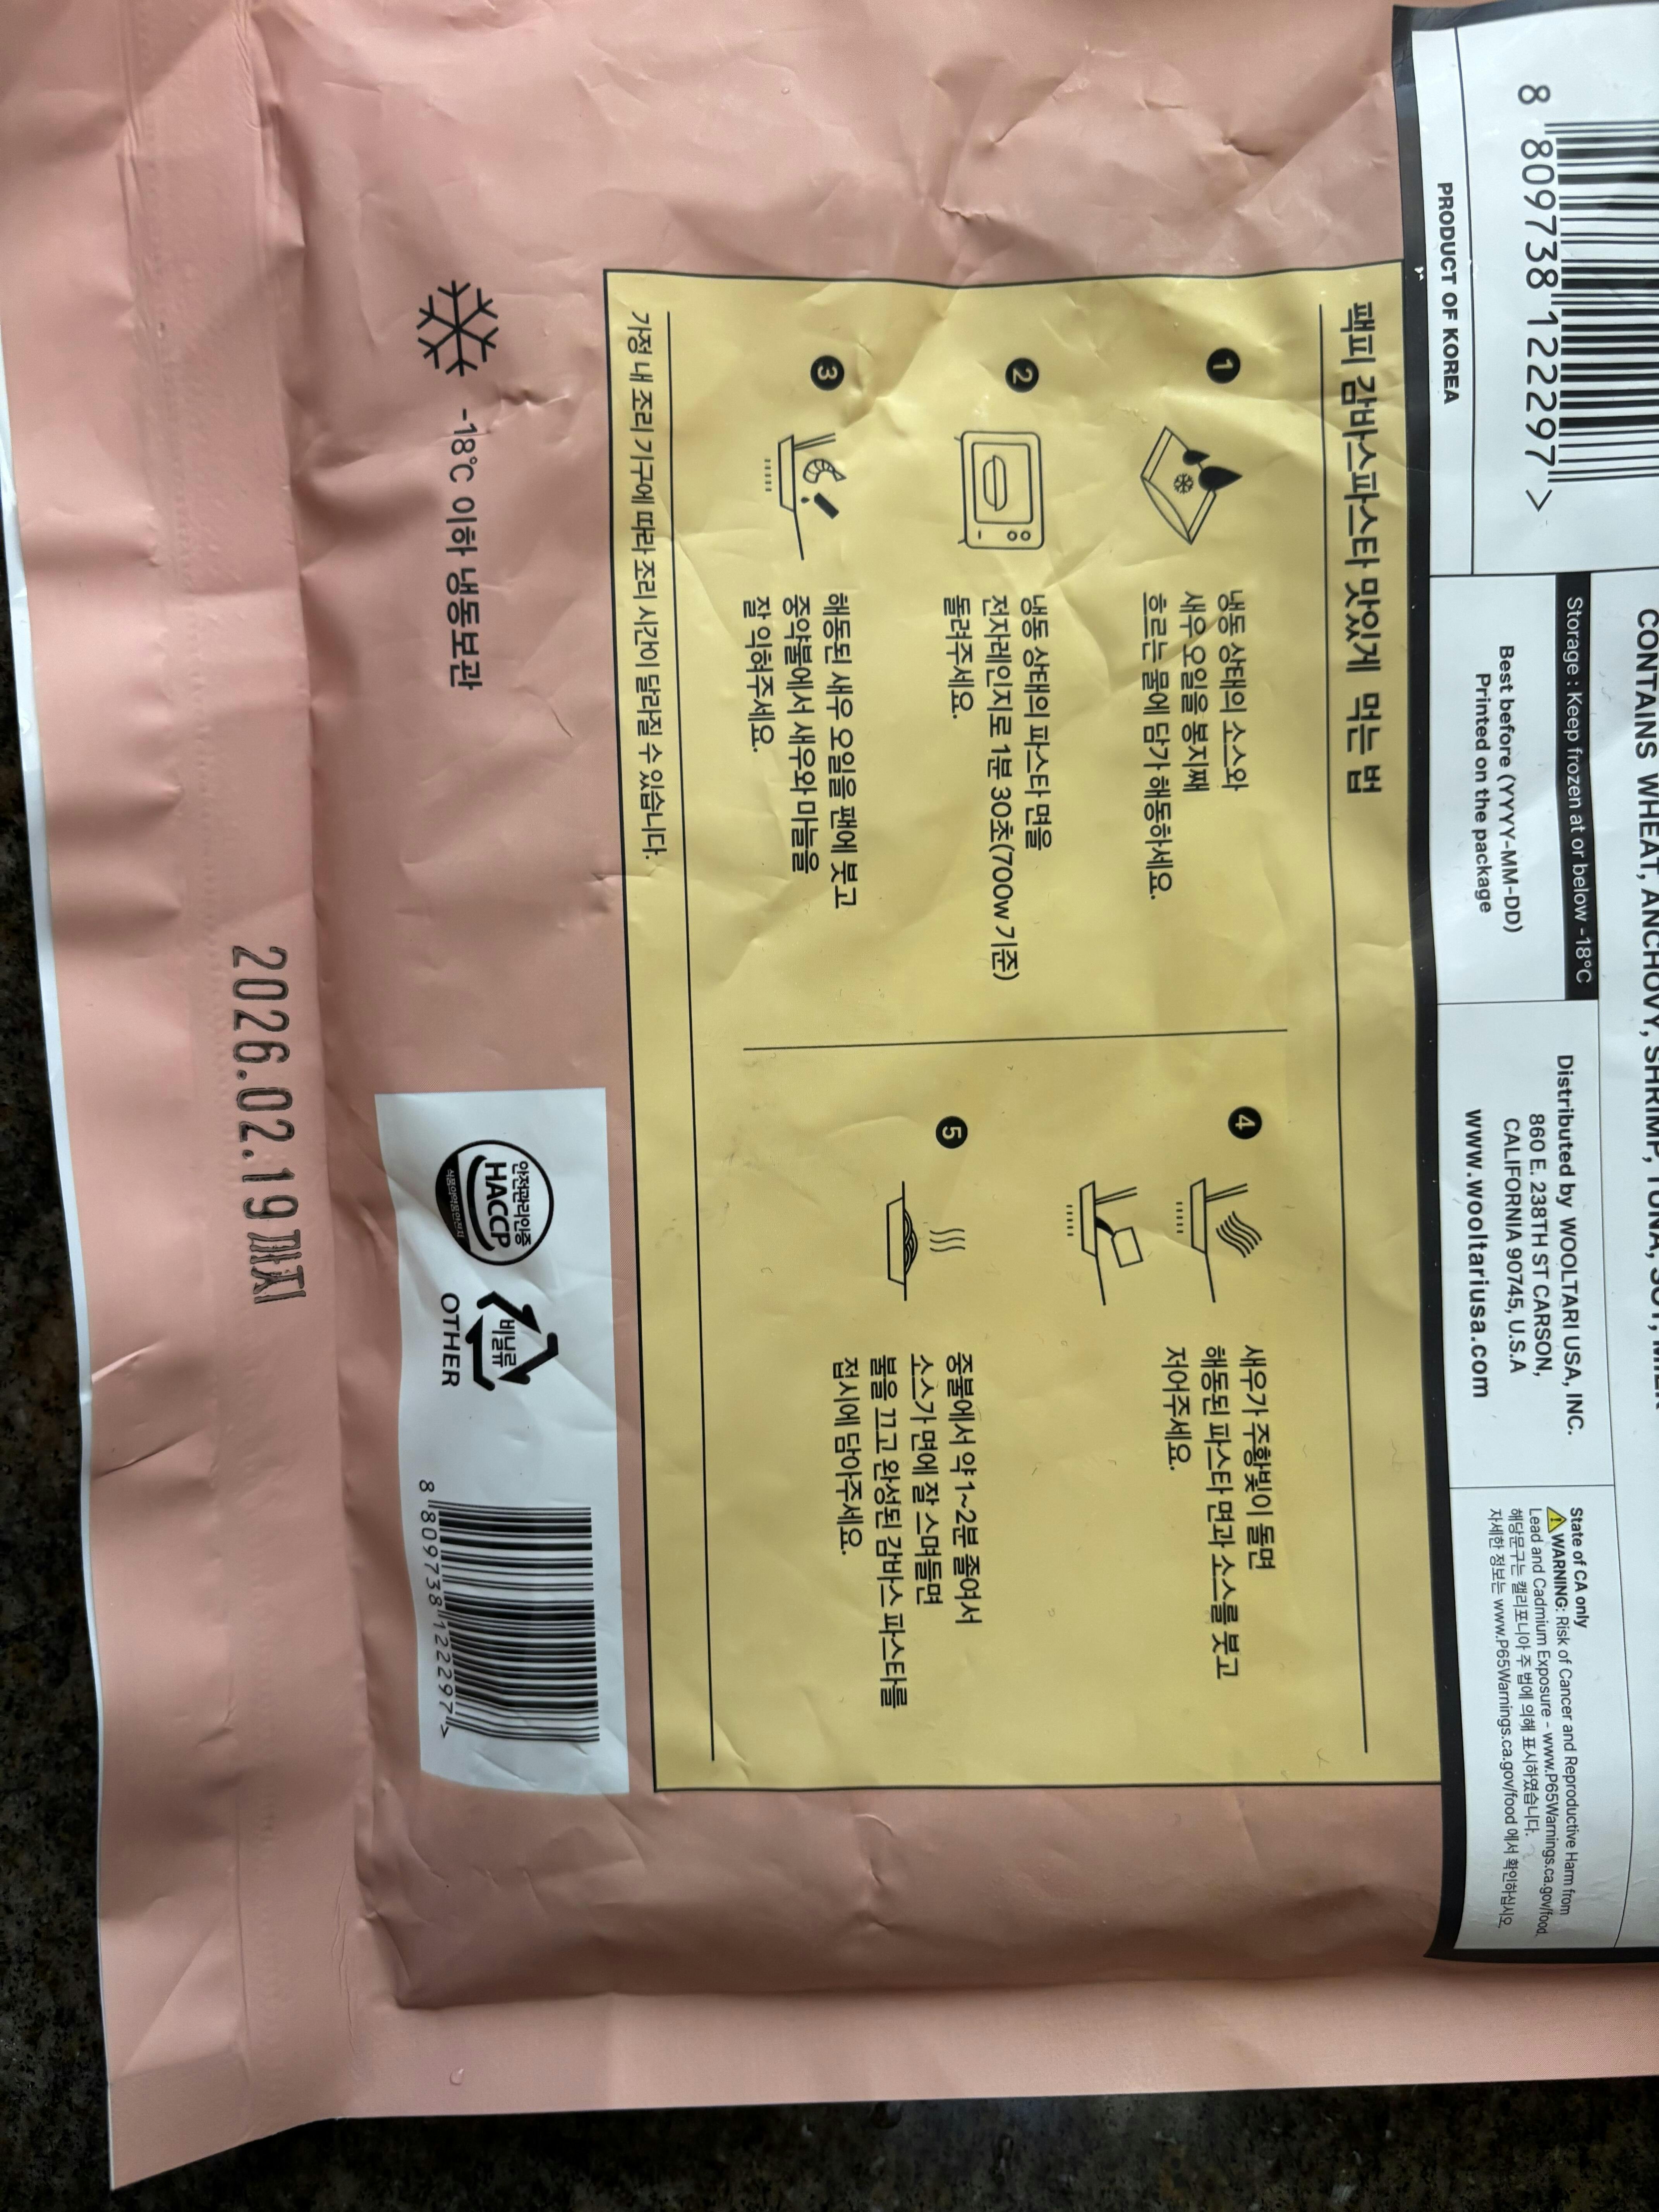 CONTAINS WHEAT, ANCHOVY, SHRIMP, TUNA, SOY, MILK
8 809738 122297 >
PRODUCT OF KOREA
Storage : Keep frozen at or below -18°C
Best before (YYYY-MM-DD)
Printed on the package
Distributed by WOOLTARI USA, INC.
860 E. 238TH ST CARSON,
CALIFORNIA 90745, U.S.A
www.wooltariusa.com
State of CA only
WARNING: Risk of Cancer and Reproductive Harm from
Lead and Cadmium Exposure - www.P65Warnings.ca.gov/food.
해당문구는 캘리포니아 주 법에 의해 표시하였습니다.
자세한 정보는 www.P65Warnings.ca.gov/food 에서 확인하십시오.
팩피 감바스파스타 맛있게 먹는 법
1
냉동 상태의 소스와
새우 오일을 봉지째
흐르는 물에 담가 해동하세요.
2
냉동 상태의 파스타 면을
전자레인지로 1분 30초(700w 기준)
돌려주세요.
3
해동된 새우 오일을 팬에 붓고
중약불에서 새우와 마늘을
잘 익혀주세요.
4
새우가 주황빛이 돌면
해동된 파스타 면과 소스를 붓고
저어주세요.
5
중불에서 약 1~2분 졸여서
소스가 면에 잘 스며들면
불을 끄고 완성된 감바스 파스타를
접시에 담아주세요.
가정 내 조리 기구에 따라 조리 시간이 달라질 수 있습니다.
-18℃ 이하 냉동보관
안전관리인증
HACCP
식품의약품안전처
비닐류
OTHER
8 809738 122297 >
2026.02.19까지